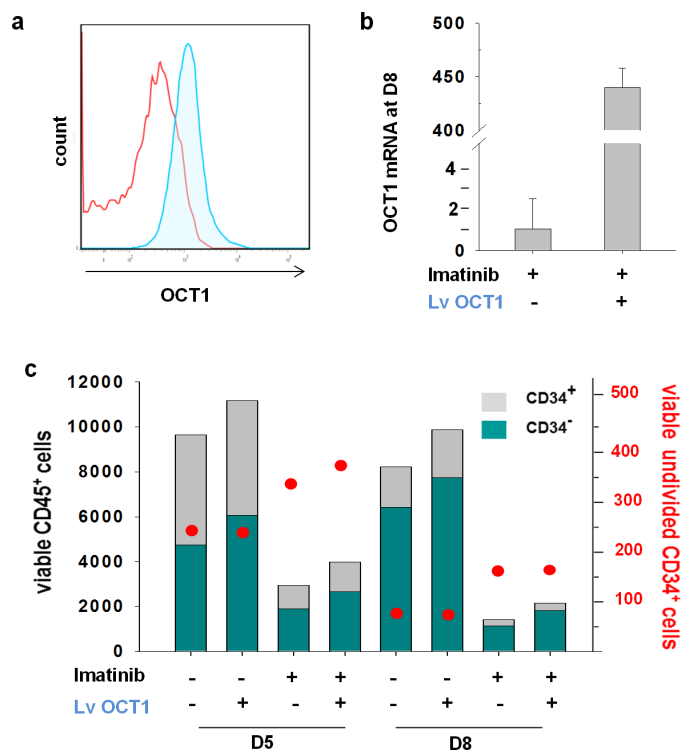 a
count
OCT1
b
OCT1 mRNA at D8
450
400
4
2
0
Imatinib + +
Lv OCT1 - +
c
viable CD45+ cells
12000
10000
8000
6000
4000
2000
0
CD34+
CD34-
500
400
300
200
100
viable undivided CD34+ cells
Imatinib - - + + - - + +
Lv OCT1 - + - + - + - +
D5 D8